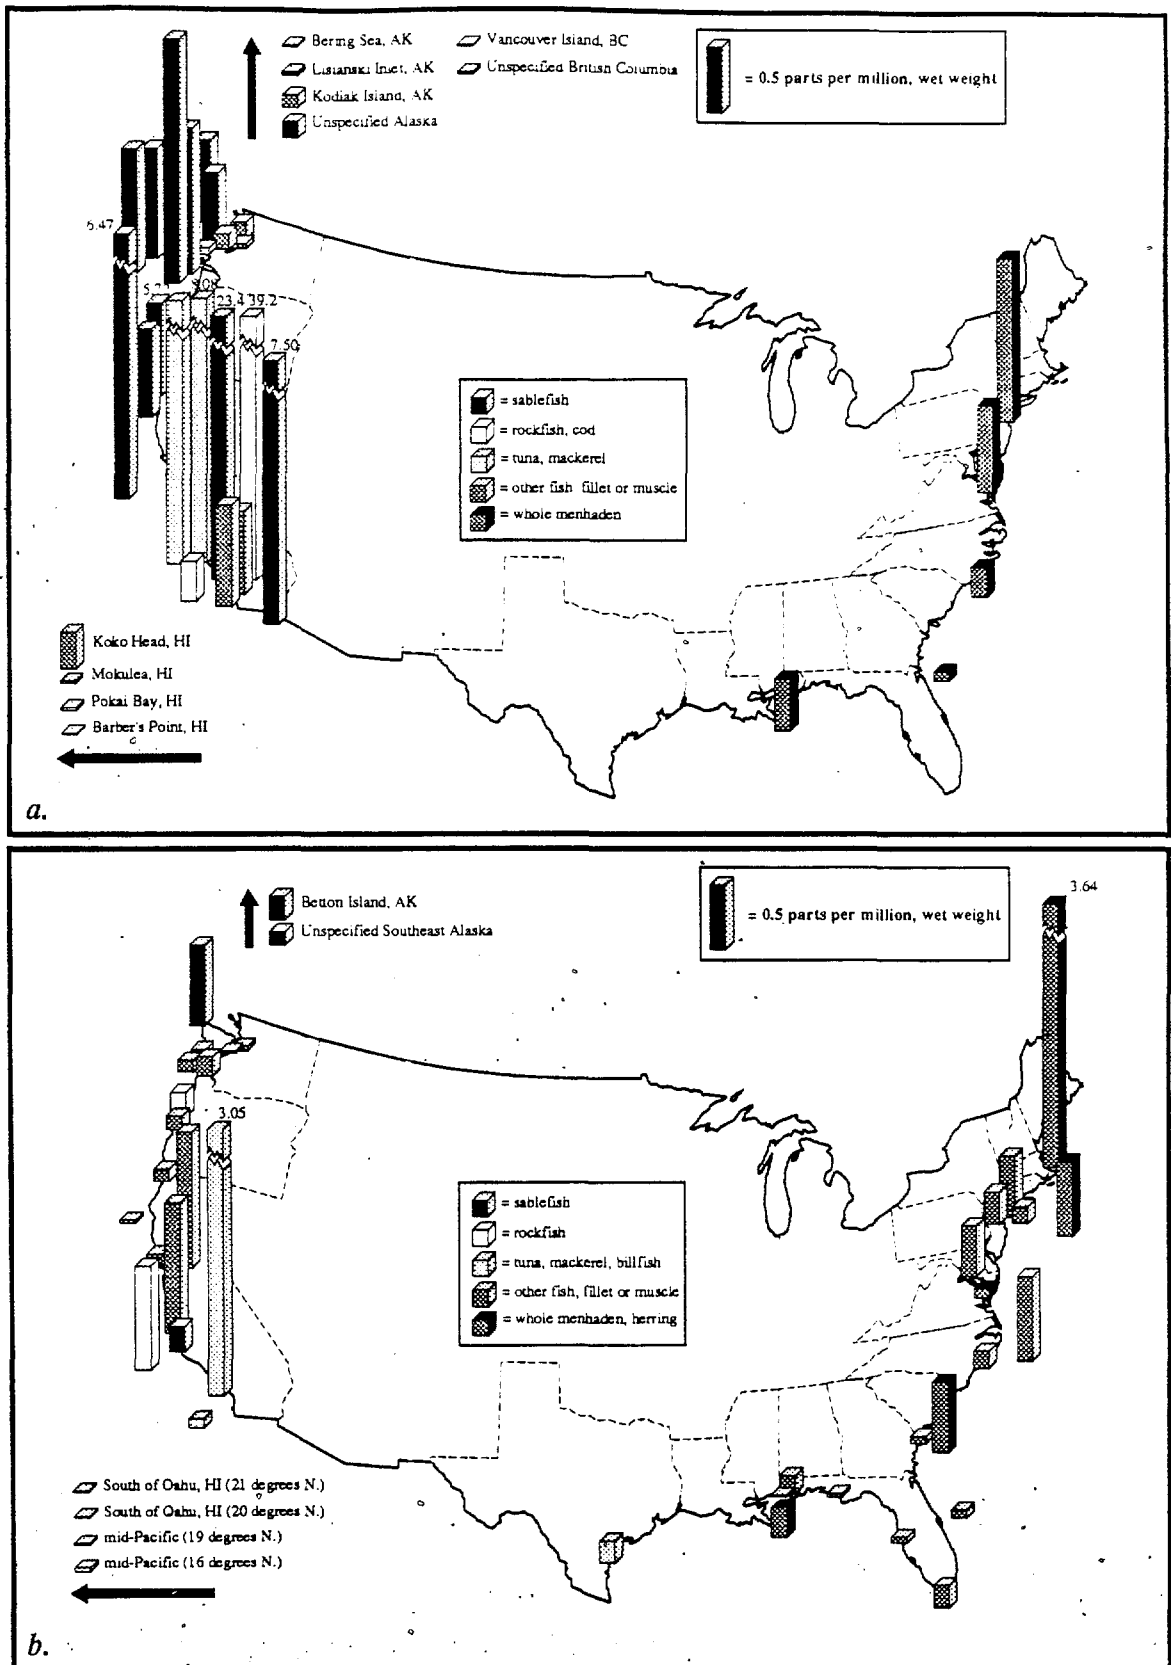 Bering Sea, AK
Vancouver Island, BC
Lisianski Inlet, AK
Unspecified British Columbia
Kodiak Island, AK
Unspecified Alaska
= 0.5 parts per million, wet weight
6.47
23.4
39.2
7.50
= sablefish
= rockfish, cod
= tuna, mackerel
= other fish fillet or muscle
= whole menhaden
Koko Head, HI
Mokulea, HI
Pokai Bay, HI
Barber's Point, HI
a.
Betton Island, AK
Unspecified Southeast Alaska
= 0.5 parts per million, wet weight
3.64
3.05
= sablefish
= rockfish
= tuna, mackerel, billfish
= other fish, fillet or muscle
= whole menhaden, herring
South of Oahu, HI (21 degrees N.)
South of Oahu, HI (20 degrees N.)
mid-Pacific (19 degrees N.)
mid-Pacific (16 degrees N.)
b.